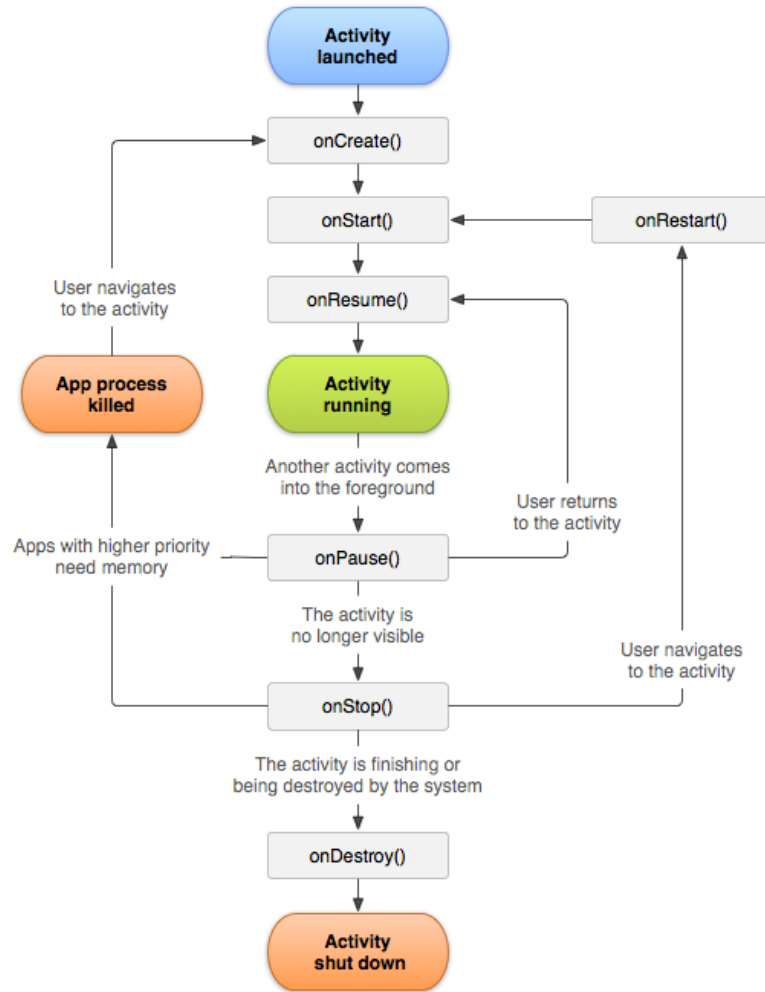 Activity
launched
onCreate()
onStart()
onRestart()
onResume()
User navigates
to the activity
App process
killed
Activity
running
Another activity comes
into the foreground
User returns
to the activity
Apps with higher priority
need memory
onPause()
The activity is
no longer visible
User navigates
to the activity
onStop()
The activity is finishing or
being destroyed by the system
onDestroy()
Activity
shut down